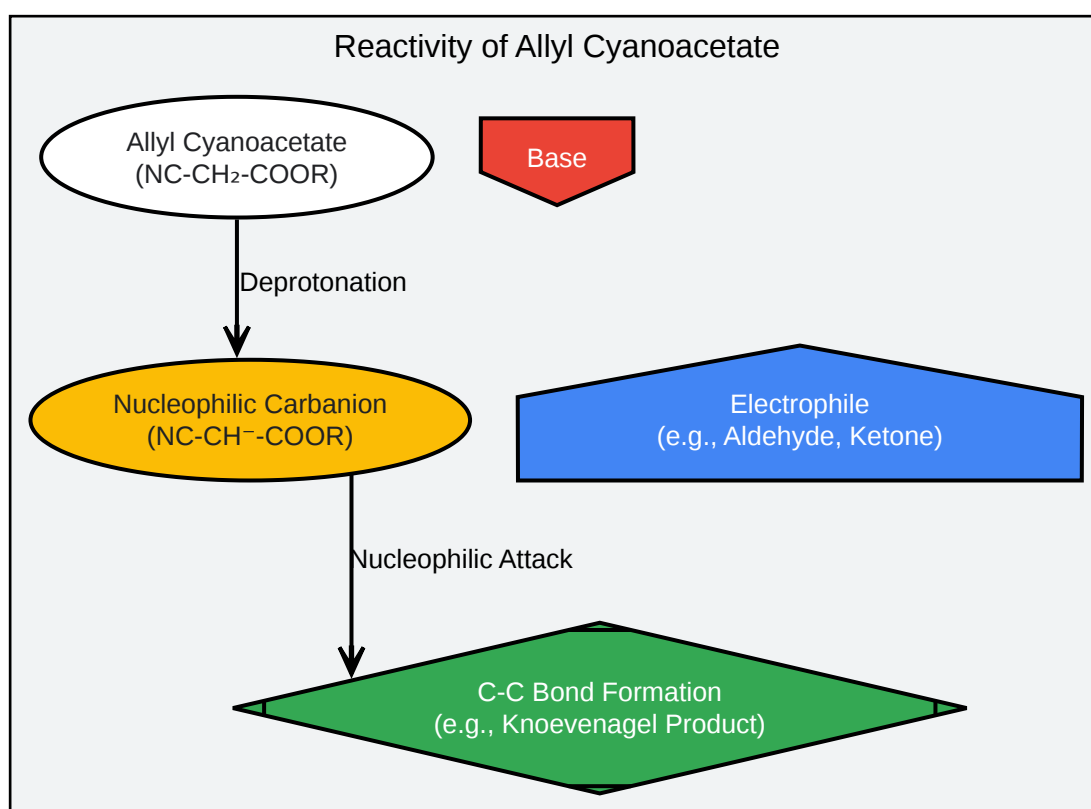 Reactivity of Allyl Cyanoacetate
Allyl Cyanoacetate
(NC-CH₂-COOR)
Base
Deprotonation
Nucleophilic Carbanion
(NC-CH⁻-COOR)
Electrophile
(e.g., Aldehyde, Ketone)
Nucleophilic Attack
C-C Bond Formation
(e.g., Knoevenagel Product)